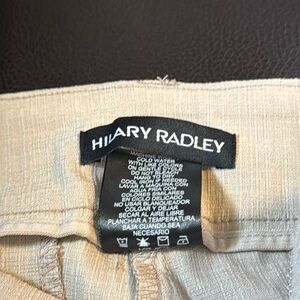 HILARY RADLEY
COLD WATER
WITH LIKE COLORS
ON GENTLE CYCLE
DO NOT BLEACH
HANG TO DRY
COOL IRON IF NEEDED
LAVAR A MAQUINA CON
AGUA FRIA CON
COLORES SIMILARES
EN CICLO DELICADO
NO USAR BLANQUEADOR
COLGAR Y DEJAR
SECAR AL AIRE LIBRE
PLANCHAR A TEMPERATURA
BAJA CUANDO SEA
NECESARIO